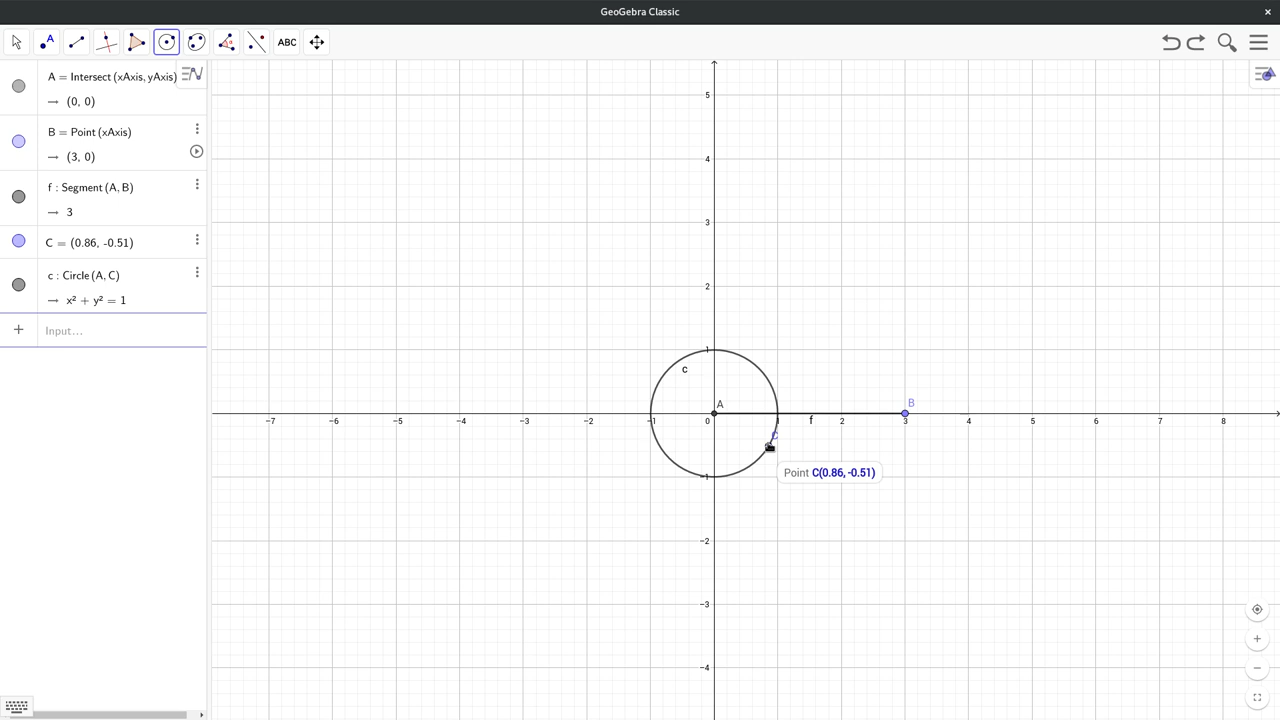 GeoGebra Classic
×
ABC
A = Intersect (xAxis, yAxis)
→ (0, 0)
B = Point (xAxis)
→ (3, 0)
f : Segment (A, B)
→ 3
C = (0.86, -0.51)
c : Circle (A, C)
→ x² + y² = 1
+ Input…
5
4
3
2
1
c
A
B
−7 −6 −5 −4 −3 −2 −1 0 1 f 2 3 4 5 6 7 8
C
Point C(0.86, -0.51)
−1
−2
−3
−4